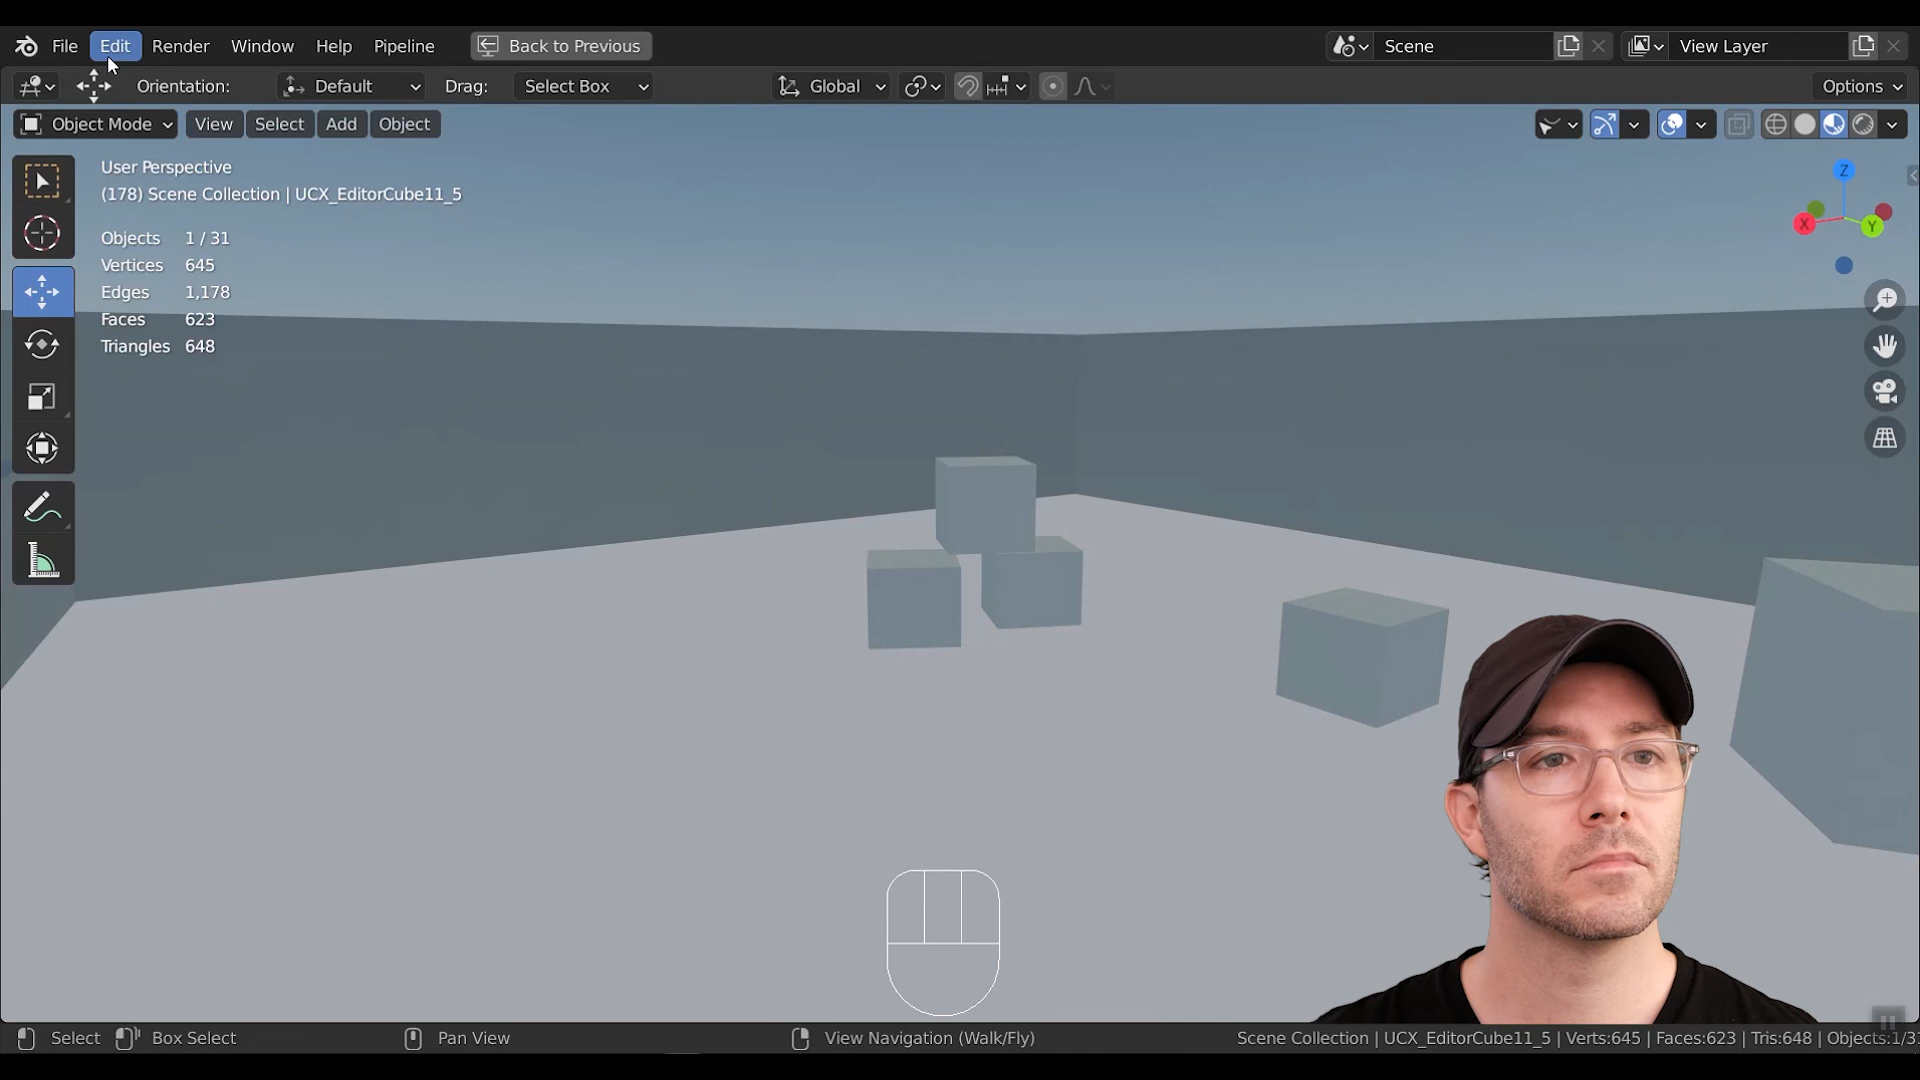 File Edit Render Window Help Pipeline Back to Previous Scene View Layer
Orientation: Default Drag: Select Box Global Options
Object Mode View Select Add Object
User Perspective
(178) Scene Collection | UCX_EditorCube11_5
Objects 1 / 31
Vertices 645
Edges 1,178
Faces 623
Triangles 648
Z
X
Y
Select Box Select Pan View View Navigation (Walk/Fly) Scene Collection | UCX_EditorCube11_5 | Verts:645 | Faces:623 | Tris:648 | Objects:1/31